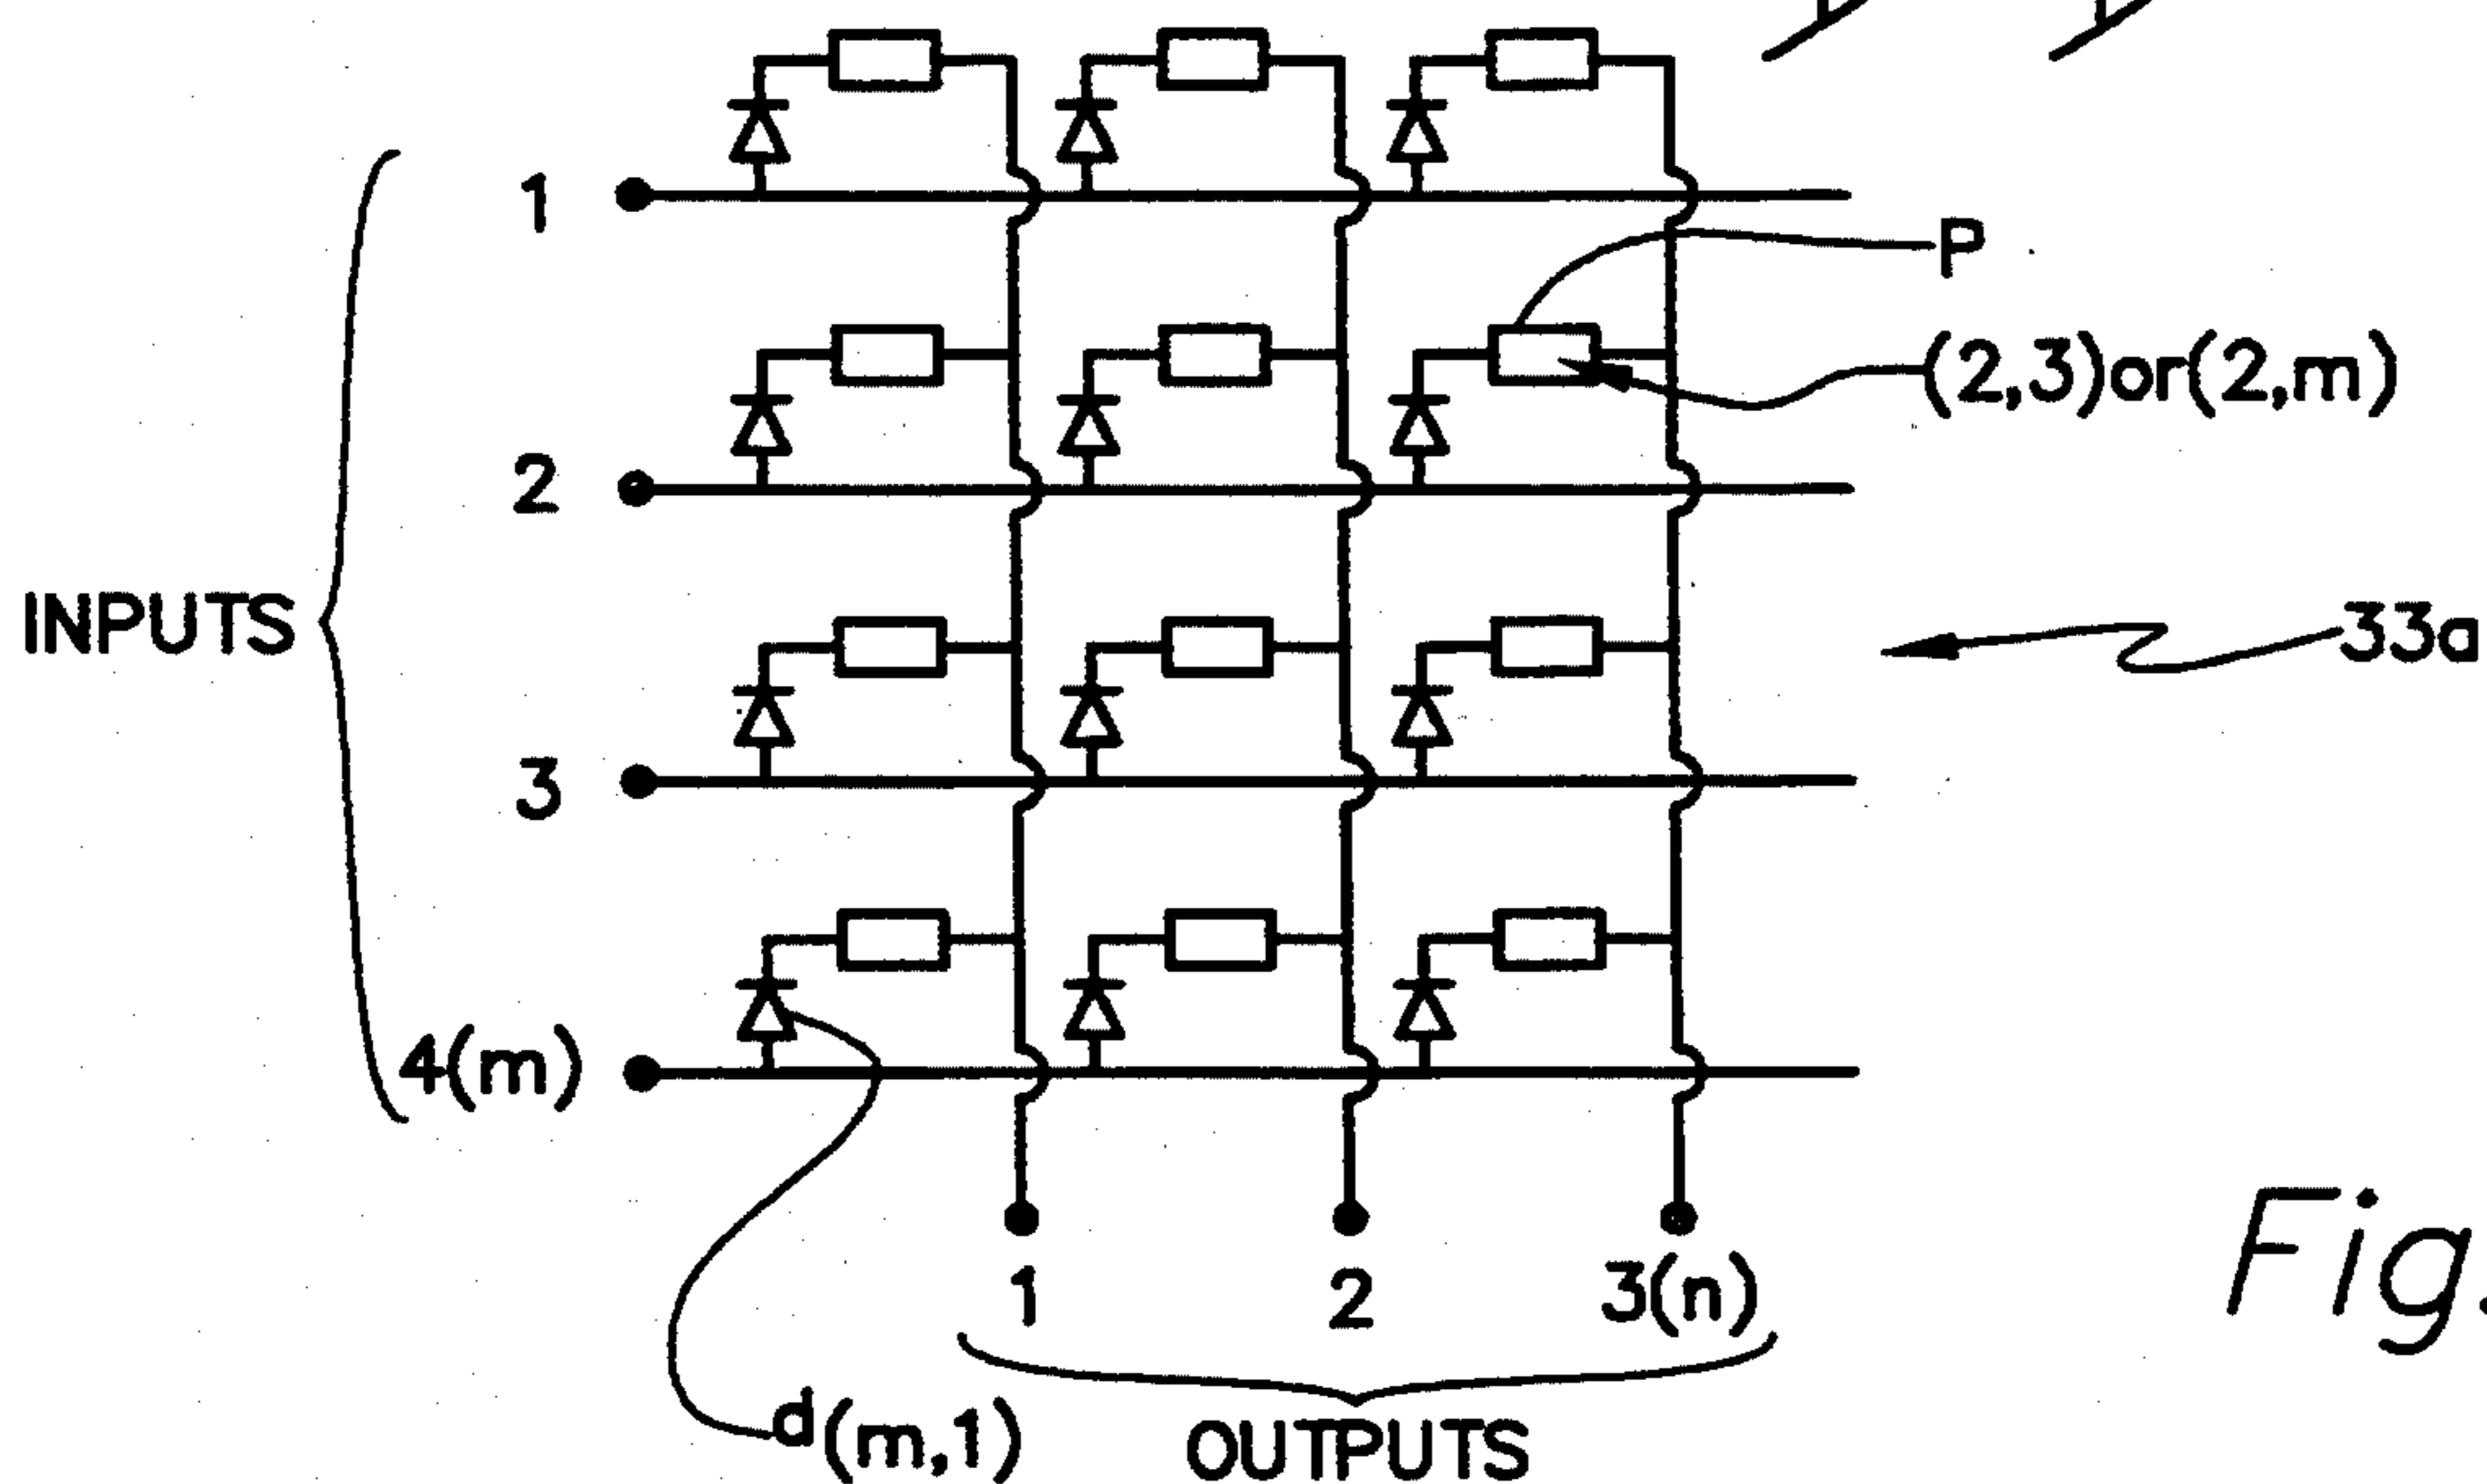 1
P
(2,3)or(2,m)
2
INPUTS
33a
3
4(m)
1 2 3(n)
d(m,1)
OUTPUTS
Fig.